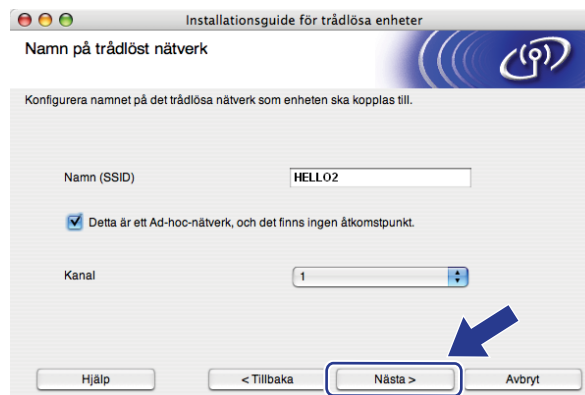 Installationsguide för trådlösa enheter
Namn på trådlöst nätverk
Konfigurera namnet på det trådlösa nätverk som enheten ska kopplas till.
Namn (SSID)
HELLO2
Detta är ett Ad-hoc-nätverk, och det finns ingen åtkomstpunkt.
Kanal
1
Hjälp
< Tillbaka
Nästa >
Avbryt